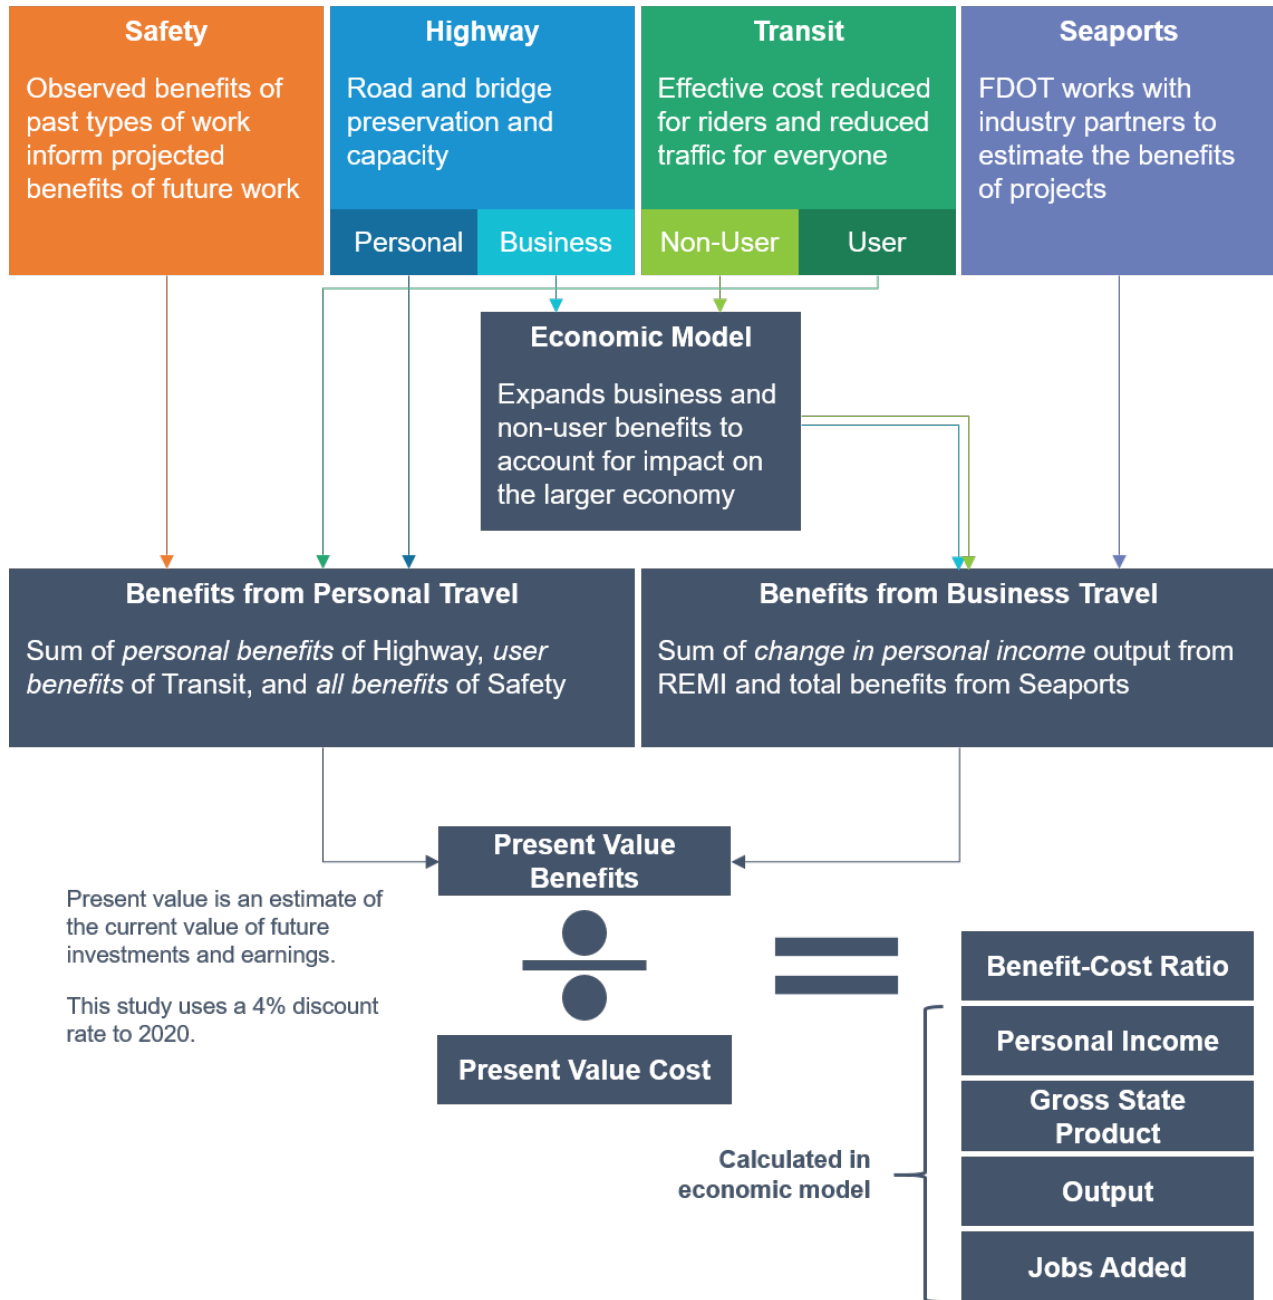 Safety
Observed benefits of
past types of work
inform projected
benefits of future work
Highway
Road and bridge
preservation and
capacity
Personal
Business
Transit
Effective cost reduced
for riders and reduced
traffic for everyone
Non-User
User
Seaports
FDOT works with
industry partners to
estimate the benefits
of projects
Economic Model
Expands business and
non-user benefits to
account for impact on
the larger economy
Benefits from Personal Travel
Sum of personal benefits of Highway, user
benefits of Transit, and all benefits of Safety
Benefits from Business Travel
Sum of change in personal income output from
REMI and total benefits from Seaports
Present Value
Benefits
Present value is an estimate of
the current value of future
investments and earnings.
This study uses a 4% discount
rate to 2020.
Present Value Cost
Benefit-Cost Ratio
Personal Income
Gross State
Product
Output
Jobs Added
Calculated in
economic model